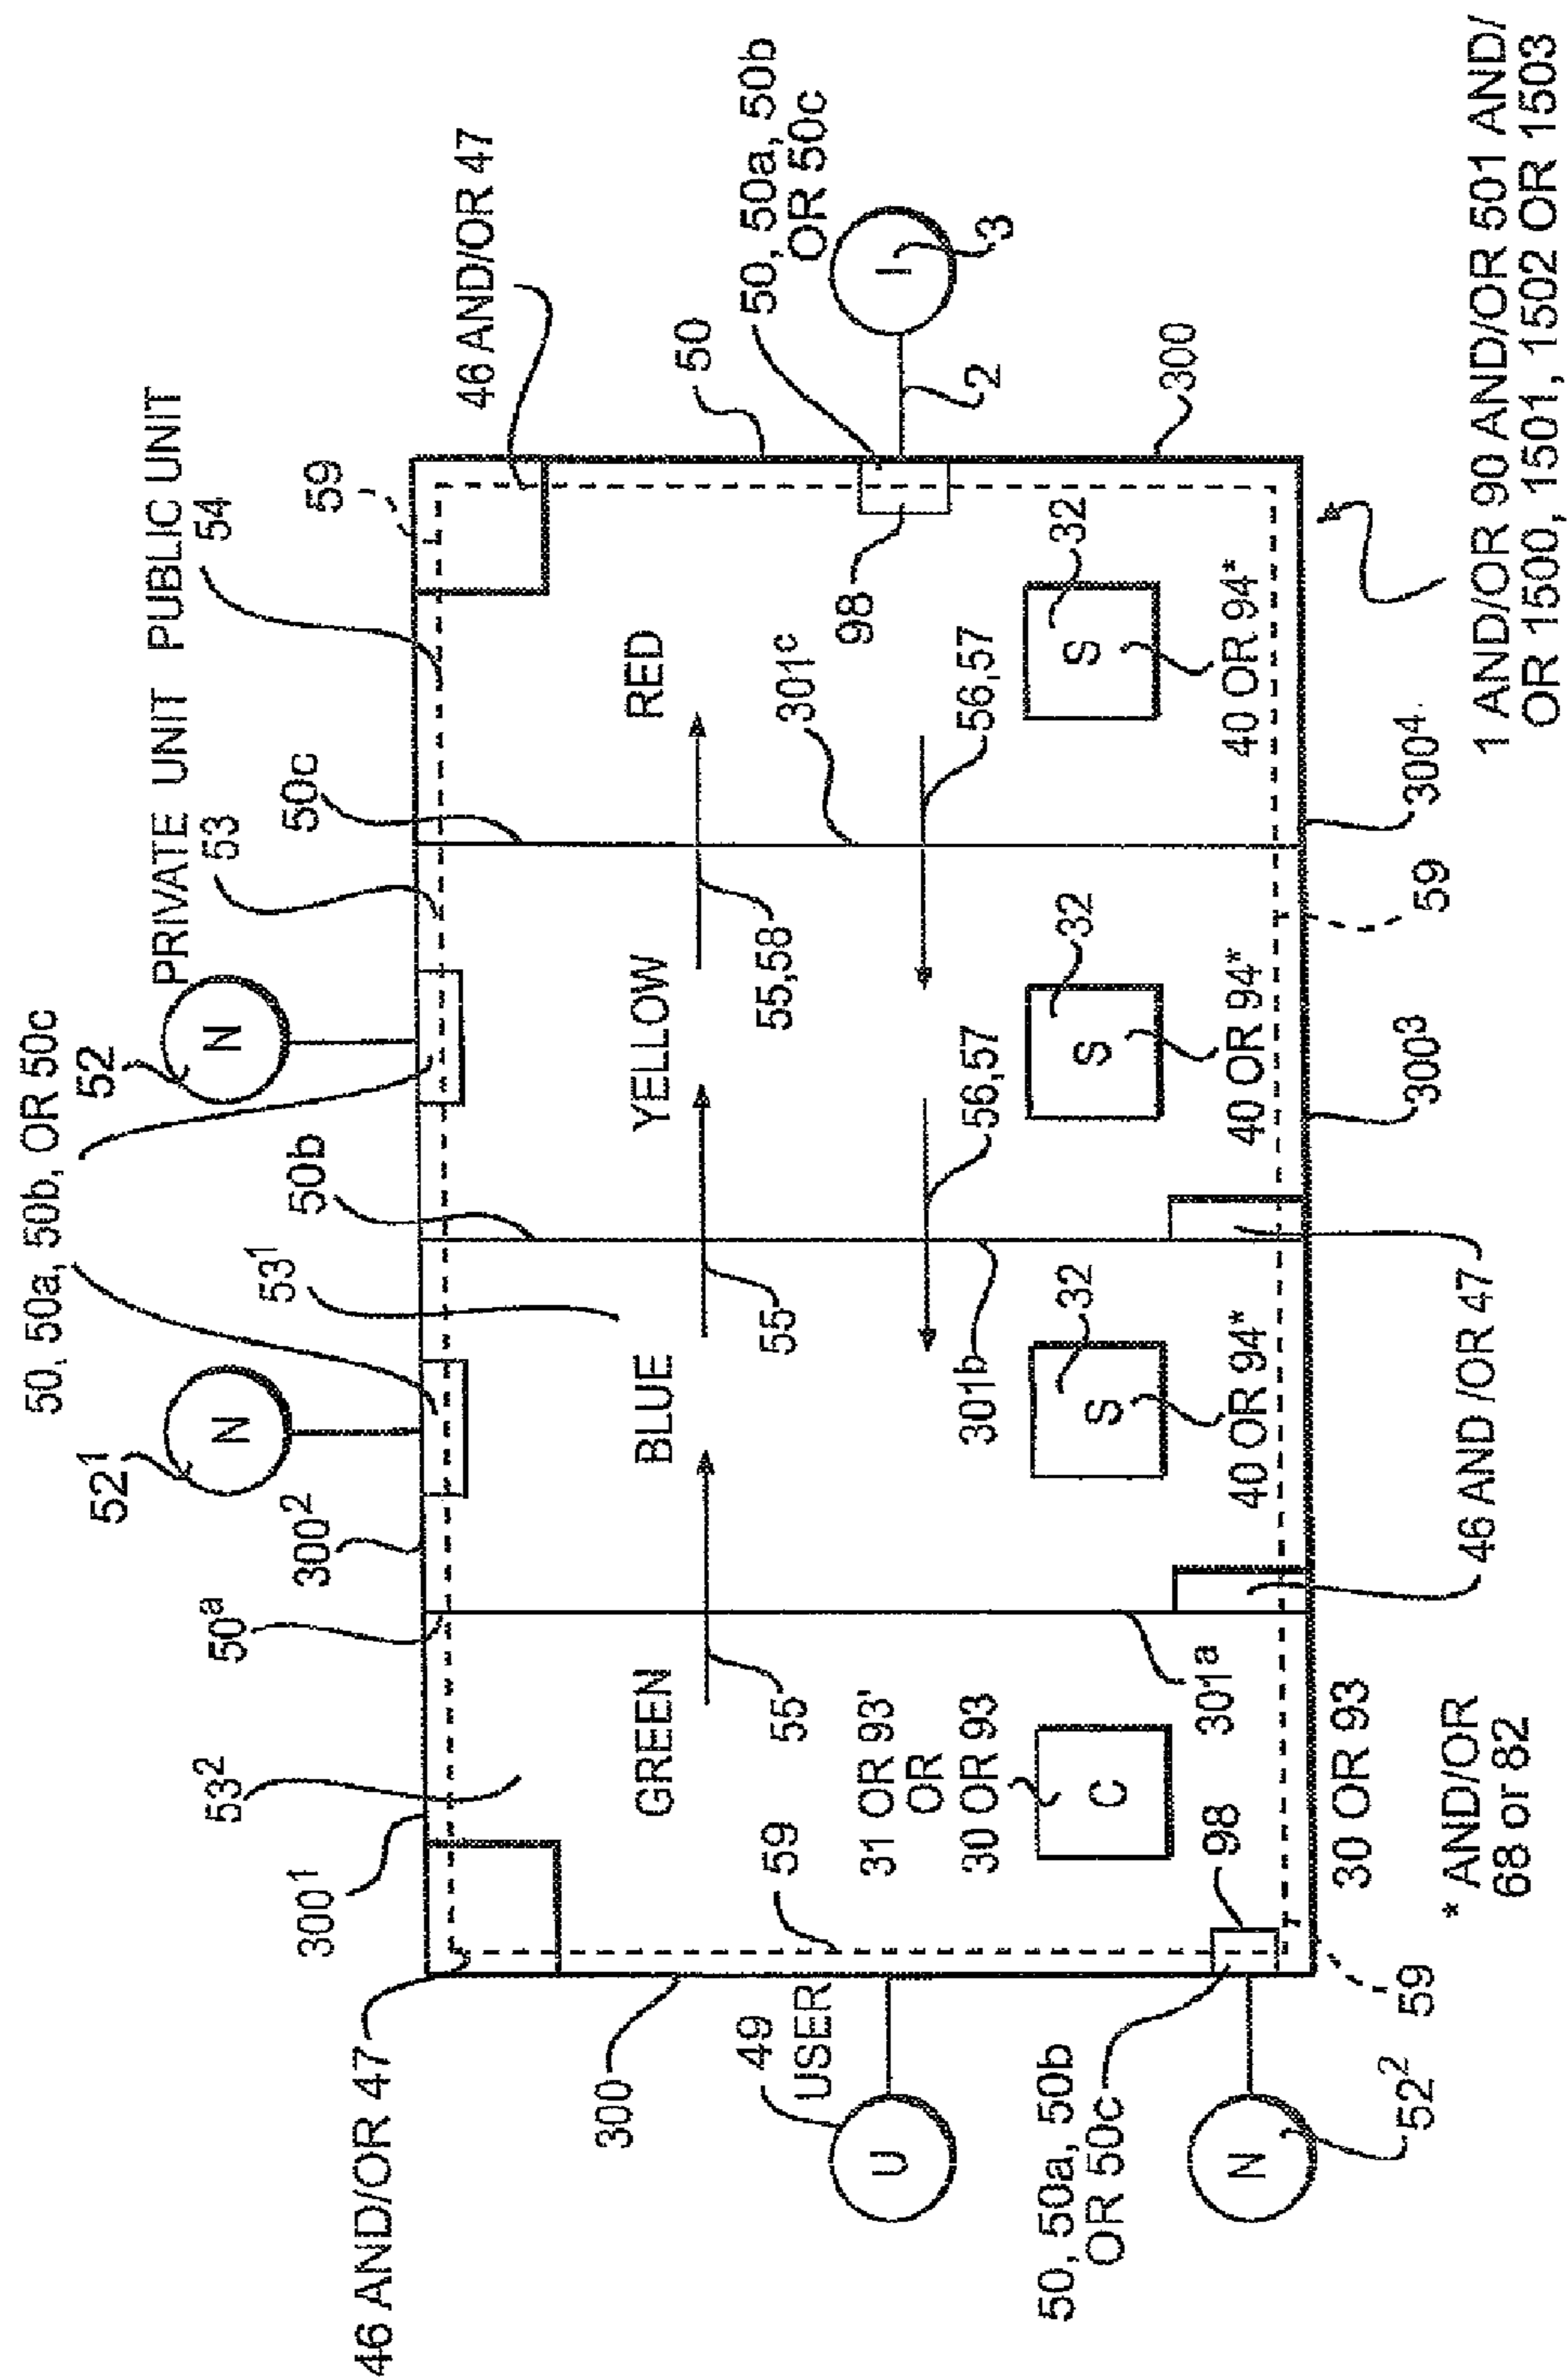 50, 50a, 50b, OR 50c
52¹
N
52
N
PRIVATE UNIT
53
PUBLIC UNIT
54
59
46 AND/OR 47
46 AND/OR 47
300¹
53²
50ᵃ
300²
53¹
50b
50c
50
300
GREEN
BLUE
YELLOW
RED
55
55
55,58
59
49
USER
U
50, 50a, 50b
OR 50c
I
3
2
98
31 OR 93'
OR
30 OR 93
C
301ᵃ
301ᵇ
56,57
301ᶜ
56,57
S
32
S
32
S
32
40 OR 94*
40 OR 94*
40 OR 94*
98
50, 50a, 50b
OR 50c
N
52²
59
30 OR 93
46 AND /OR 47
300³
59
300⁴
300
* AND/OR
68 or 82
1 AND/OR 90 AND/OR 501 AND/
OR 1500, 1501, 1502 OR 1503